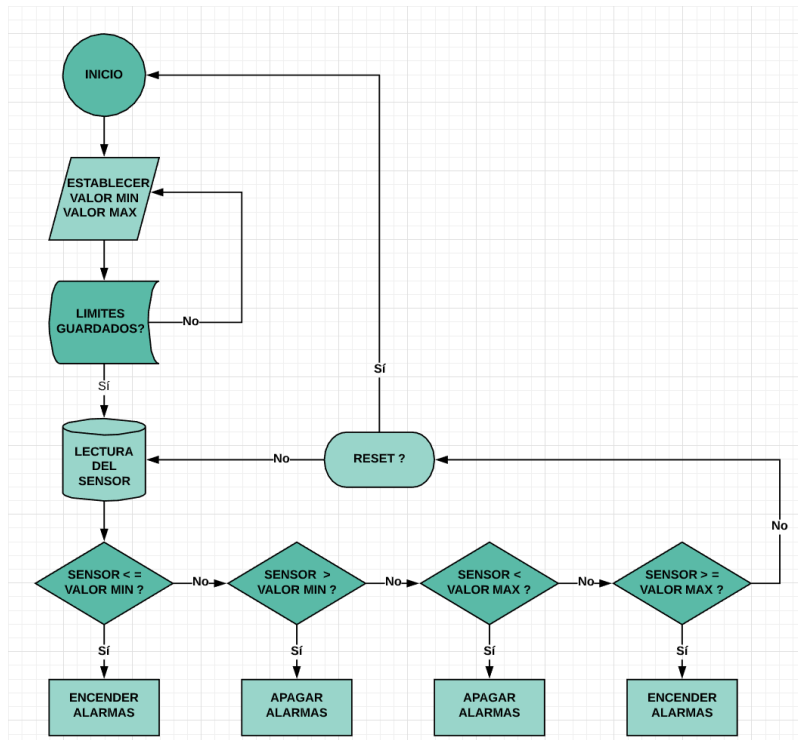 INICIO
ESTABLECER
VALOR MIN
VALOR MAX
LIMITES
GUARDADOS?
No
Sí
Sí
LECTURA
DEL
SENSOR
No
RESET ?
No
SENSOR < =
VALOR MIN ?
No
SENSOR >
VALOR MIN ?
No
SENSOR <
VALOR MAX ?
No
SENSOR > =
VALOR MAX ?
Sí
Sí
Sí
Sí
ENCENDER
ALARMAS
APAGAR
ALARMAS
APAGAR
ALARMAS
ENCENDER
ALARMAS